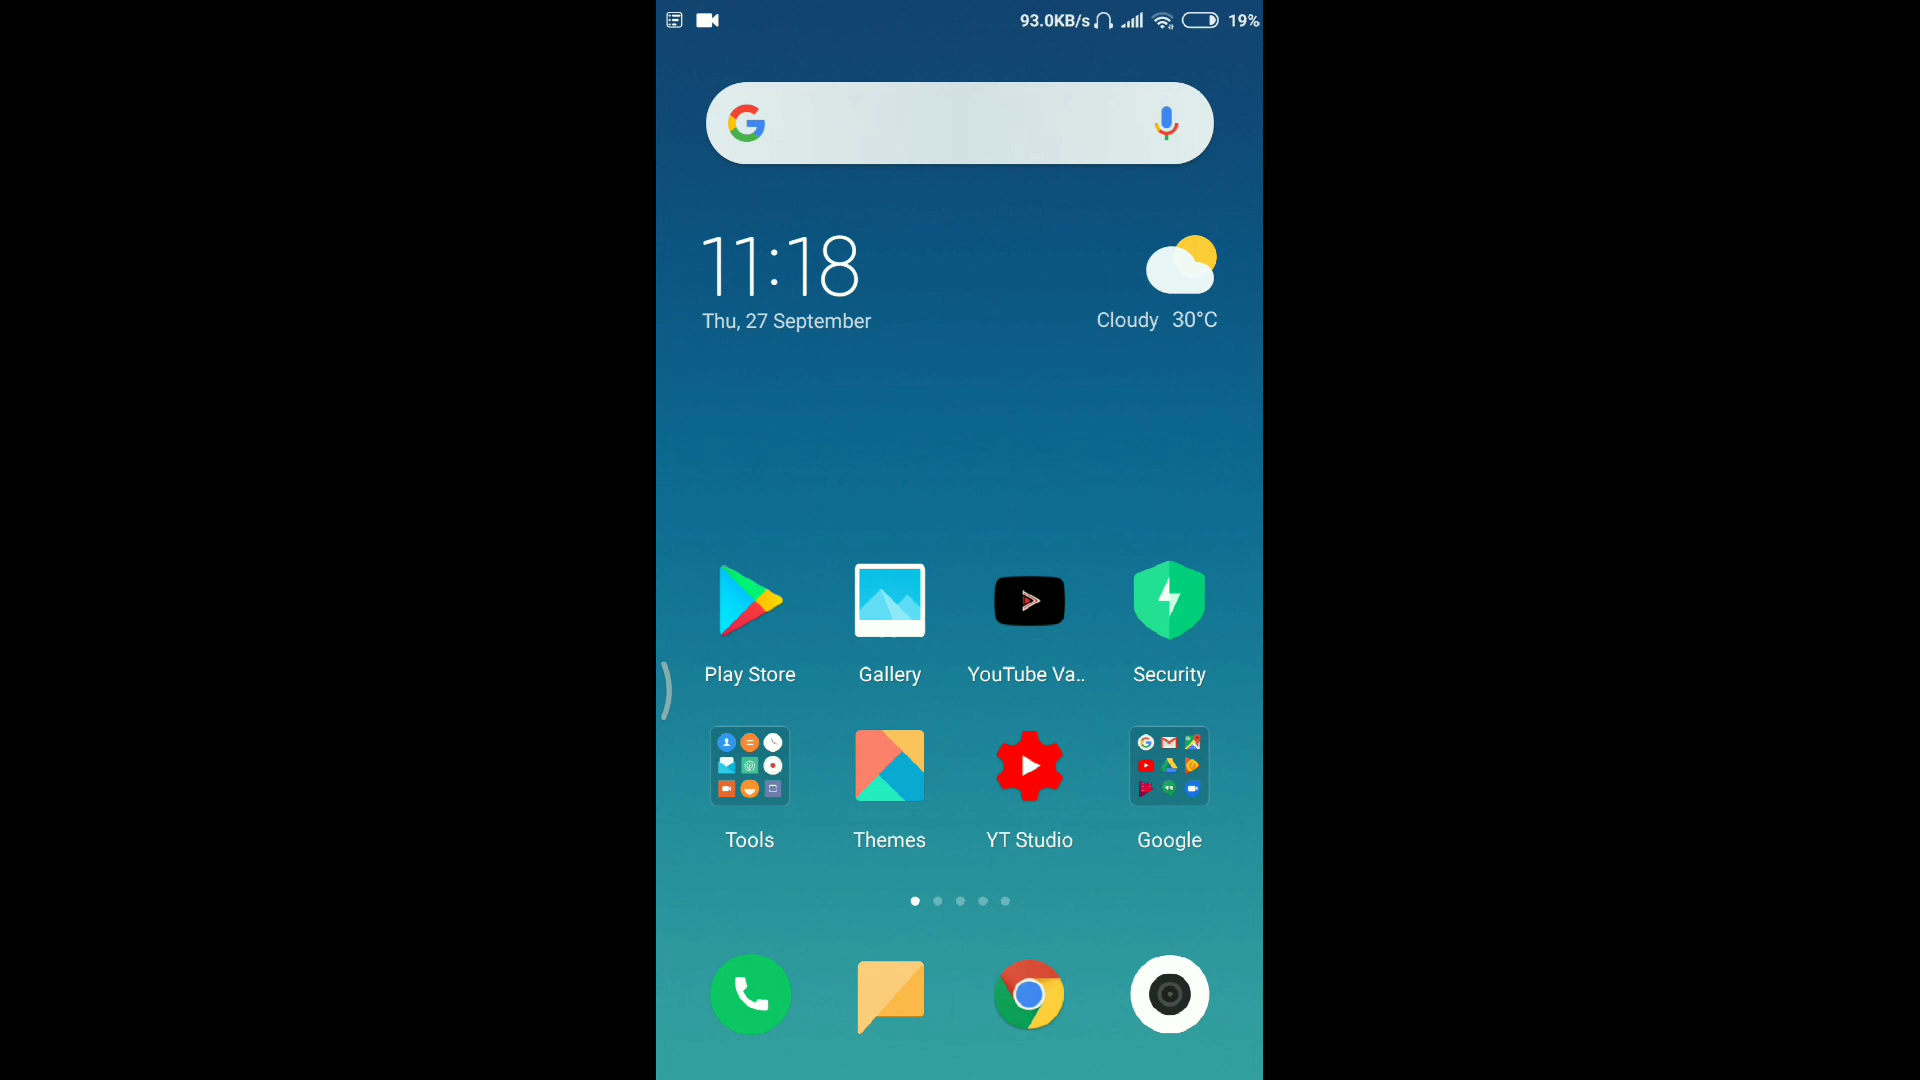 93.0KB/s 19%
11:18
Thu, 27 September
Cloudy 30°C
Play Store Gallery YouTube Va.. Security
Tools Themes YT Studio Google